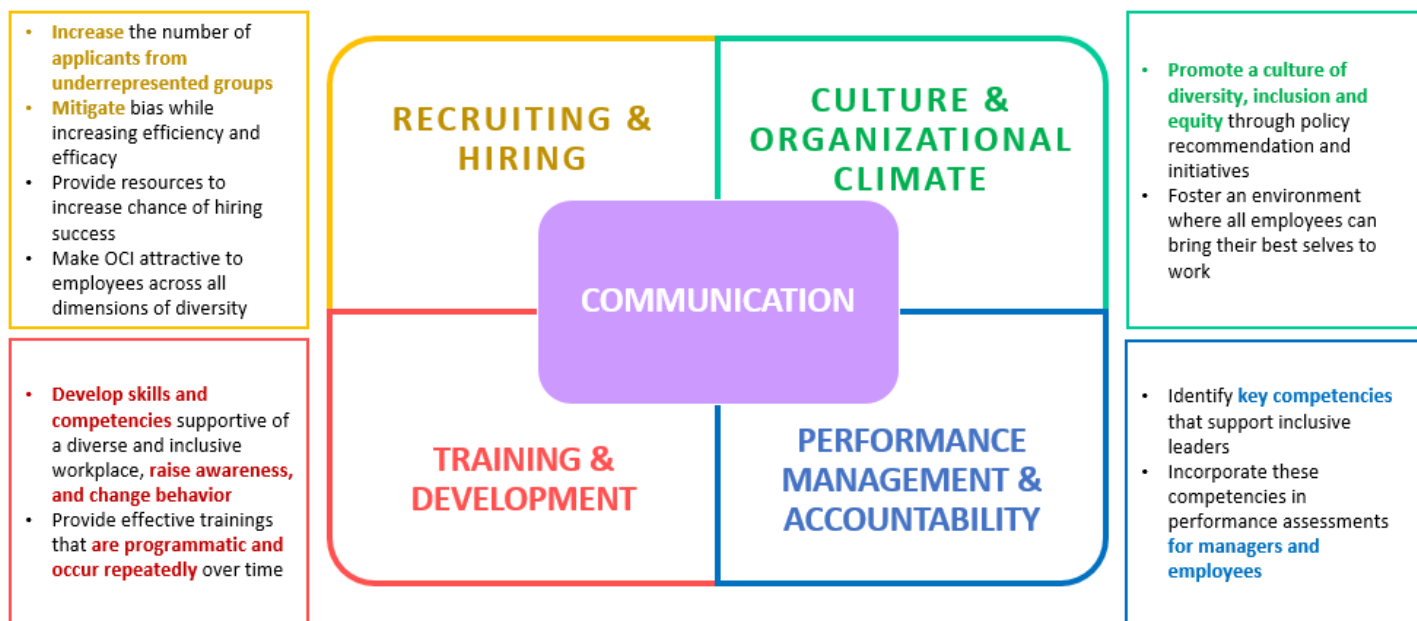 • Increase the number of
applicants from
underrepresented groups
• Mitigate bias while
increasing efficiency and
efficacy
• Provide resources to
increase chance of hiring
success
• Make OCI attractive to
employees across all
dimensions of diversity
RECRUITING &
HIRING
CULTURE &
ORGANIZATIONAL
CLIMATE
• Promote a culture of
diversity, inclusion and
equity through policy
recommendation and
initiatives
• Foster an environment
where all employees can
bring their best selves to
work
COMMUNICATION
• Develop skills and
competencies supportive of
a diverse and inclusive
workplace, raise awareness,
and change behavior
• Provide effective trainings
that are programmatic and
occur repeatedly over time
TRAINING &
DEVELOPMENT
PERFORMANCE
MANAGEMENT &
ACCOUNTABILITY
• Identify key competencies
that support inclusive
leaders
• Incorporate these
competencies in
performance assessments
for managers and
employees